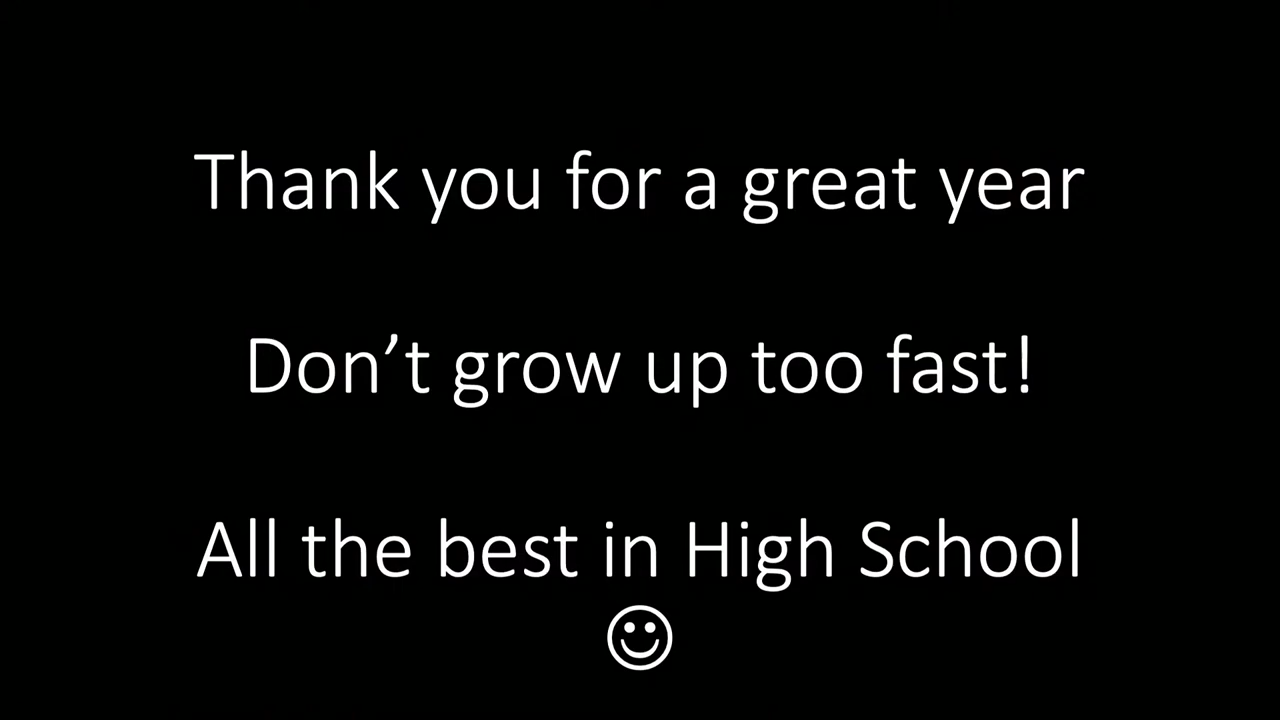 Thank you for a great year
Don’t grow up too fast!
All the best in High School
☺